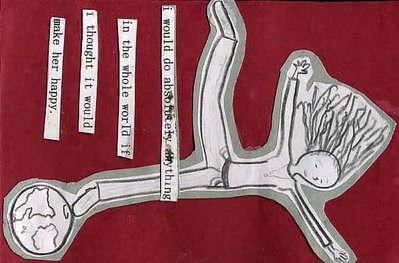 i would do absolutely anything
in the whole world if
i thought it would
make her happy.